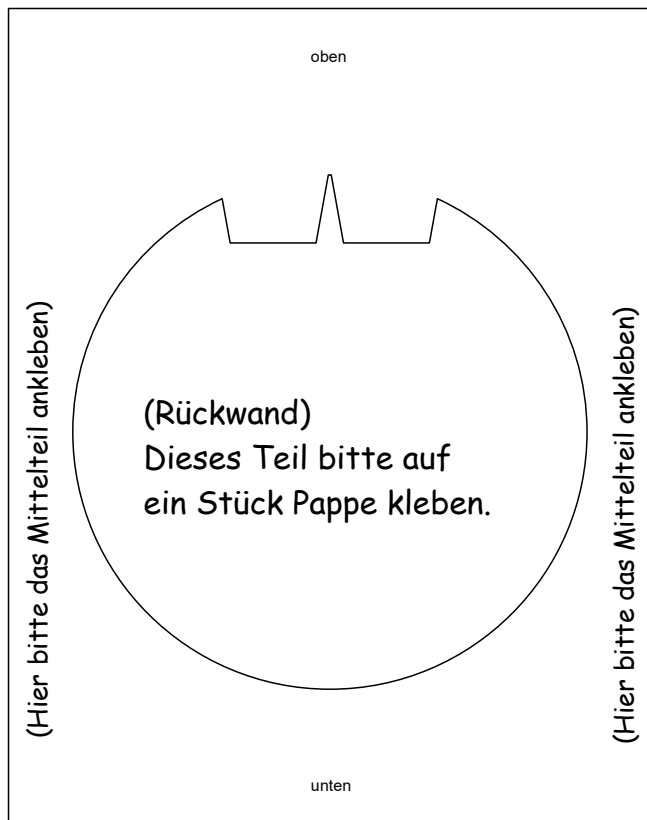 oben
(Hier bitte das Mittelteil ankleben)
(Rückwand)
Dieses Teil bitte auf
ein Stück Pappe kleben.
(Hier bitte das Mittelteil ankleben)
unten